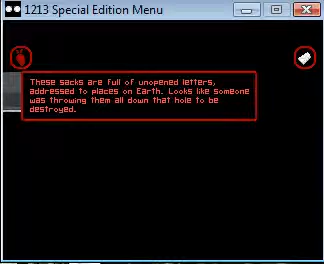 1213 Special Edition Menu
These sacks are full of unopened letters,
addressed to places on Earth. Looks like someone
was throwing them all down that hole to be
destroyed.